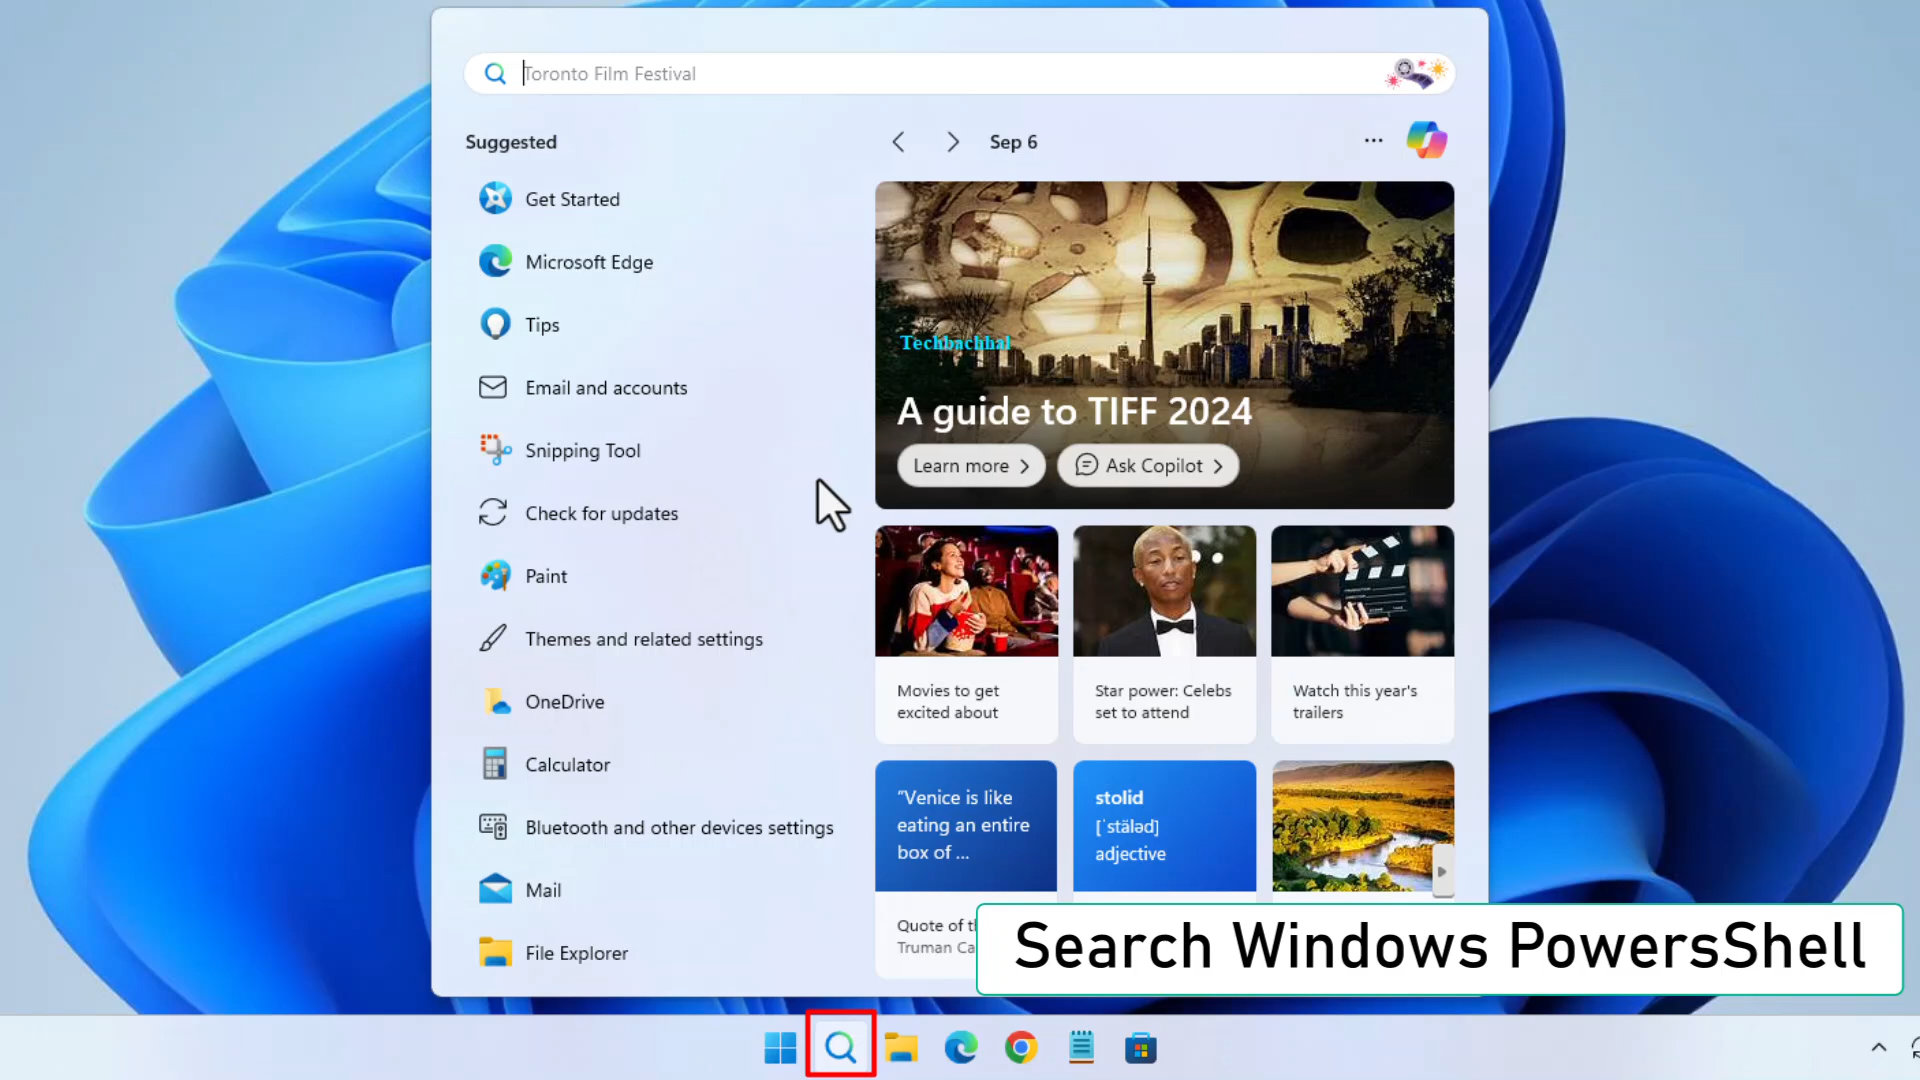 Toronto Film Festival
Suggested
Sep 6
Get Started
Microsoft Edge
Tips
Email and accounts
Snipping Tool
Check for updates
Paint
Themes and related settings
OneDrive
Calculator
Bluetooth and other devices settings
Mail
File Explorer
Techbachhal
A guide to TIFF 2024
Learn more
Ask Copilot
Movies to get
excited about
Star power: Celebs
set to attend
Watch this year's
trailers
"Venice is like
eating an entire
box of ...
stolid
[ˈstäləd]
adjective
Quote of
Truman
Search Windows PowersShell